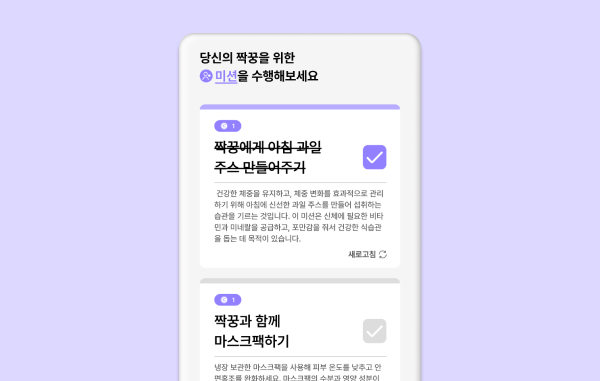 당신의 짝꿍을 위한
미션을 수행해보세요
1
짝꿍에게 아침 과일
주스 만들어주기
건강한 체중을 유지하고, 체중 변화를 효과적으로 관리
하기 위해 아침에 신선한 과일 주스를 만들어 섭취하는
습관을 기르는 것입니다. 이 미션은 신체에 필요한 비타
민과 미네랄을 공급하고, 포만감을 줘서 건강한 식습관
을 돕는 데 목적이 있습니다.
새로고침
1
짝꿍과 함께
마스크팩하기
냉장 보관한 마스크팩을 사용해 피부 온도를 낮추고 안
면홍조를 완화하세요. 마스크팩의 수분과 영양 성분이